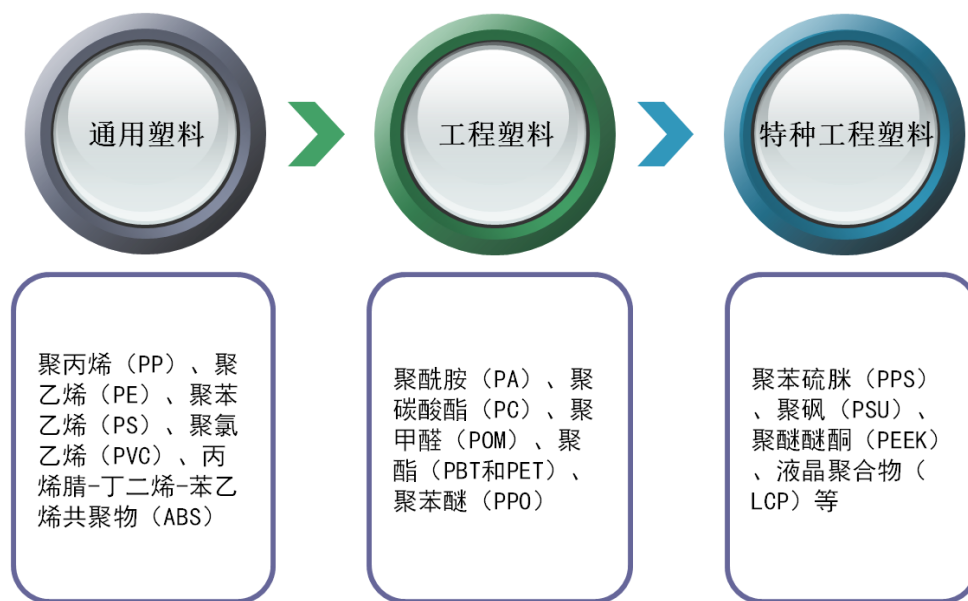 通用塑料
工程塑料
特种工程塑料
聚丙烯（PP）、聚
乙烯（PE）、聚苯
乙烯（PS）、聚氯
乙烯（PVC）、丙
烯腈-丁二烯-苯乙
烯共聚物（ABS）
聚酰胺（PA）、聚
碳酸酯（PC）、聚
甲醛（POM）、聚
酯（PBT和PET）、
聚苯醚（PPO）
聚苯硫脒（PPS）
、聚砜（PSU）、
聚醚醚酮（PEEK）
、液晶聚合物（
LCP）等